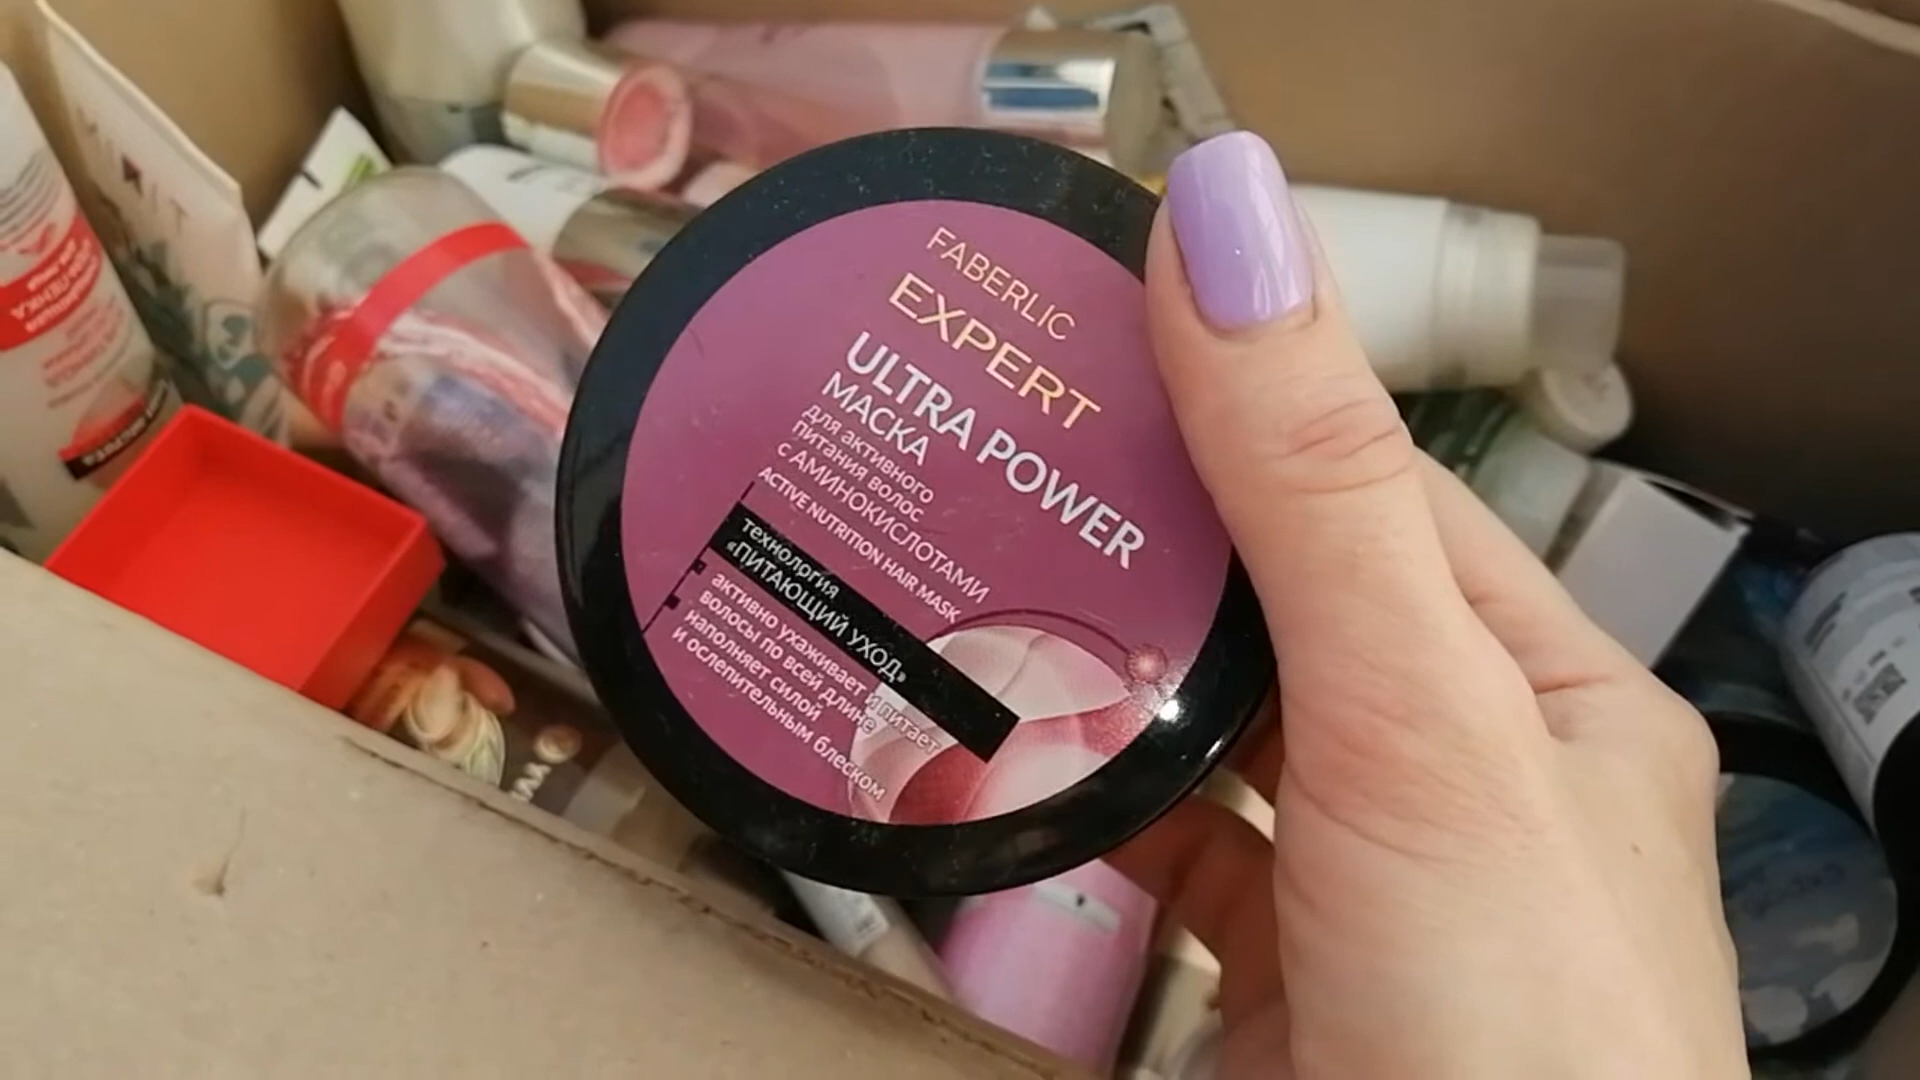 FABERLIC
EXPERT
ULTRA POWER
МАСКА
для активного
питания волос
с АМИНОКИСЛОТАМИ
ACTIVE NUTRITION HAIR MASK
технология
«ПИТАЮЩИЙ УХОД»
активно ухаживает и питает
волосы по всей длине
наполняет силой
и ослепительным блеском